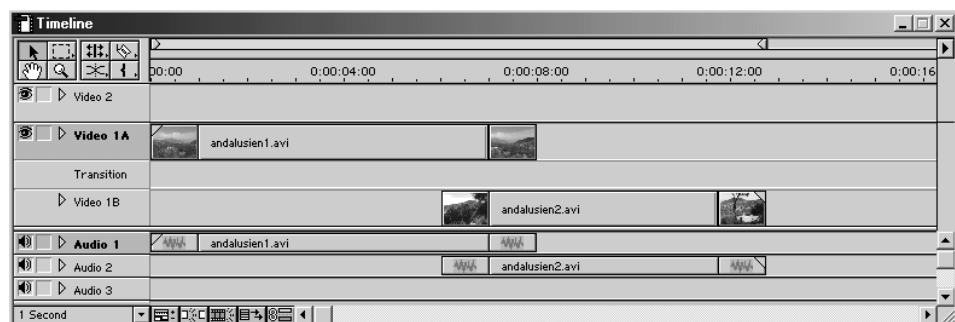 Timeline
00:00 0:00:04:00 0:00:08:00 0:00:12:00 0:00:16
Video 2
Video 1A andalusien1.avi
Transition
Video 1B andalusien2.avi
Audio 1 andalusien1.avi
Audio 2 andalusien2.avi
Audio 3
1 Second